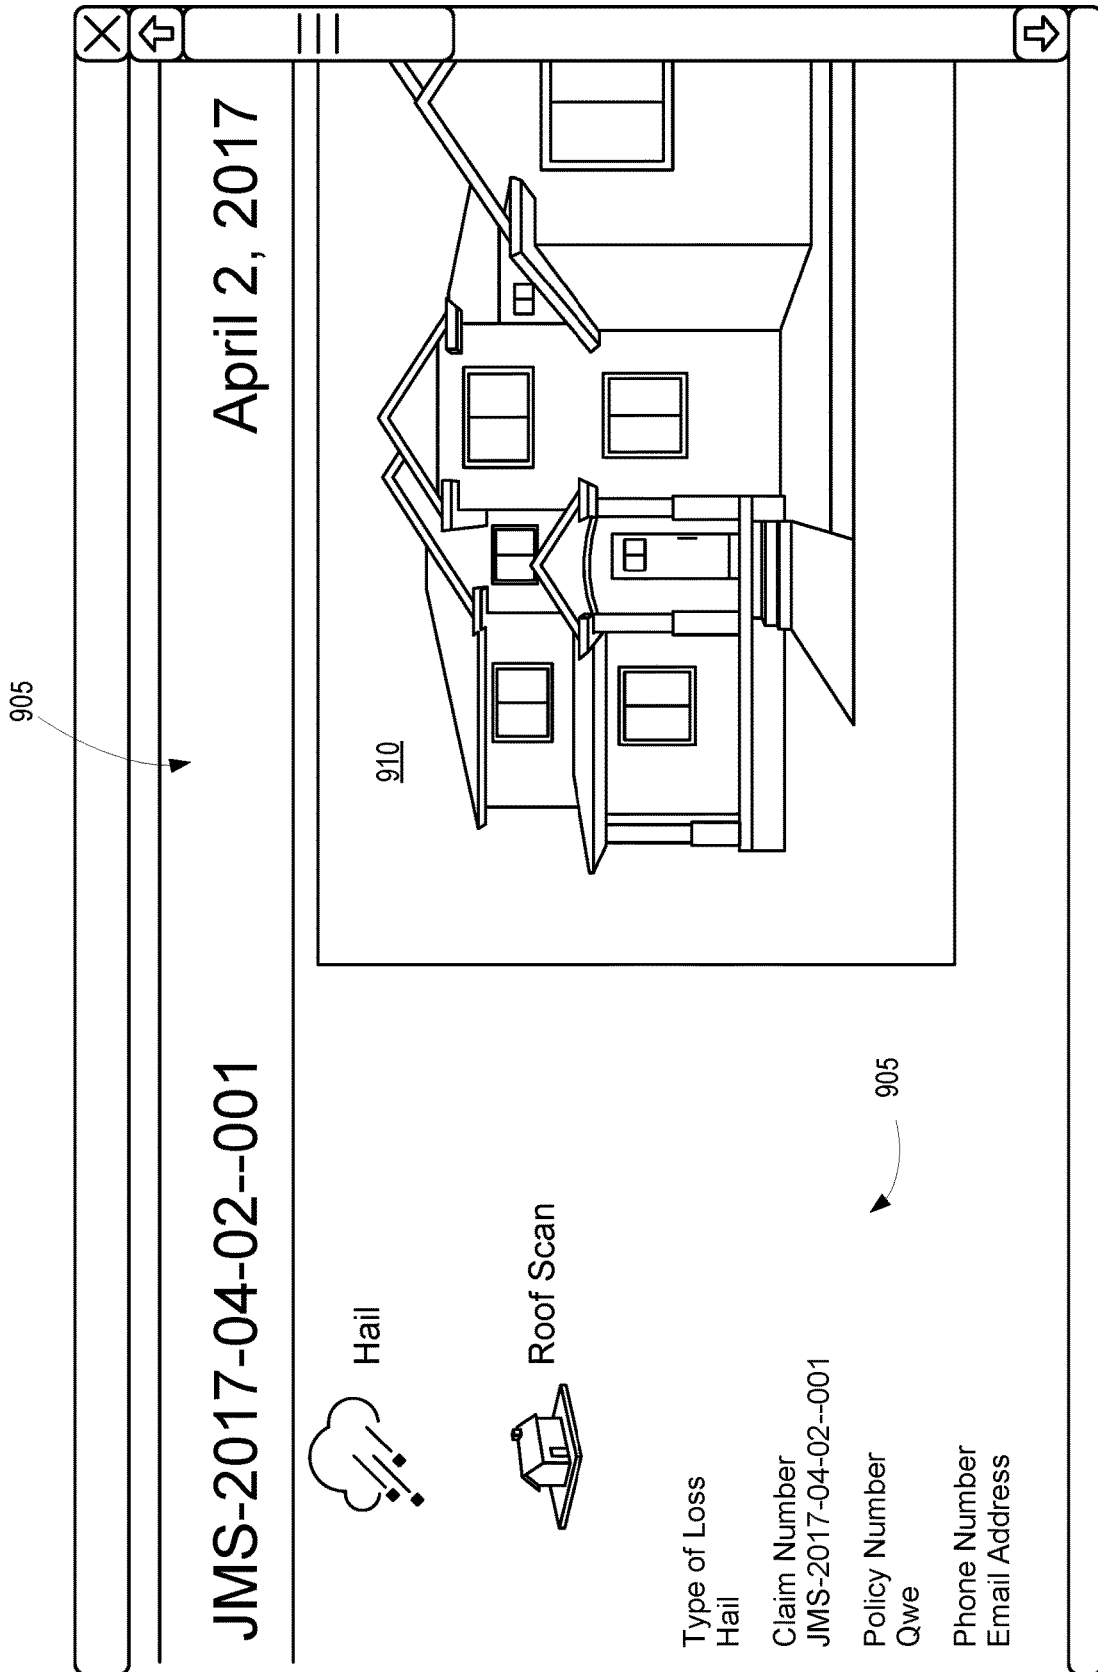 905
JMS-2017-04-02--001
April 2, 2017
Hail
910
Roof Scan
Type of Loss
Hail
Claim Number
JMS-2017-04-02--001
905
Policy Number
Qwe
Phone Number
Email Address